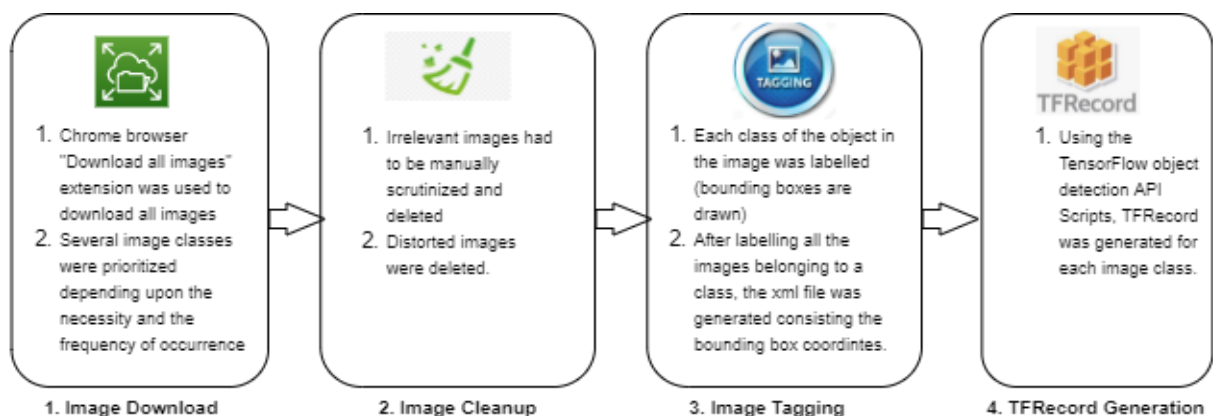 1. Chrome browser
"Download all images"
extension was used to
download all images
2. Several image classes
were prioritized
depending upon the
necessity and the
frequency of occurrence
1. Image Download
1. Irrelevant images had
to be manually
scrutinized and
deleted
2. Distorted images
were deleted.
2. Image Cleanup
TAGGING
1. Each class of the object in
the image was labelled
(bounding boxes are
drawn)
2. After labelling all the
images belonging to a
class, the xml file was
generated consisting the
bounding box coordintes.
3. Image Tagging
TFRecord
1. Using the
TensorFlow object
detection API
Scripts, TFRecord
was generated for
each image class.
4. TFRecord Generation